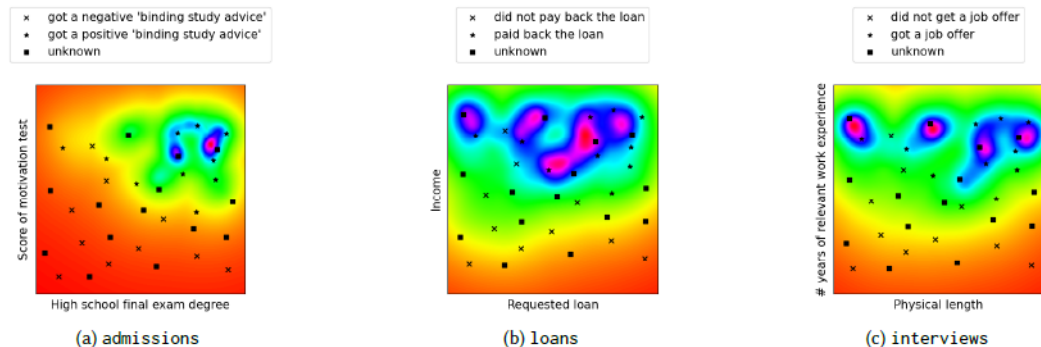 got a negative 'binding study advice'
got a positive 'binding study advice'
unknown
Score of motivation test
High school final exam degree
(a) admissions
did not pay back the loan
paid back the loan
unknown
Income
Requested loan
(b) loans
did not get a job offer
got a job offer
unknown
# years of relevant work experience
Physical length
(c) interviews